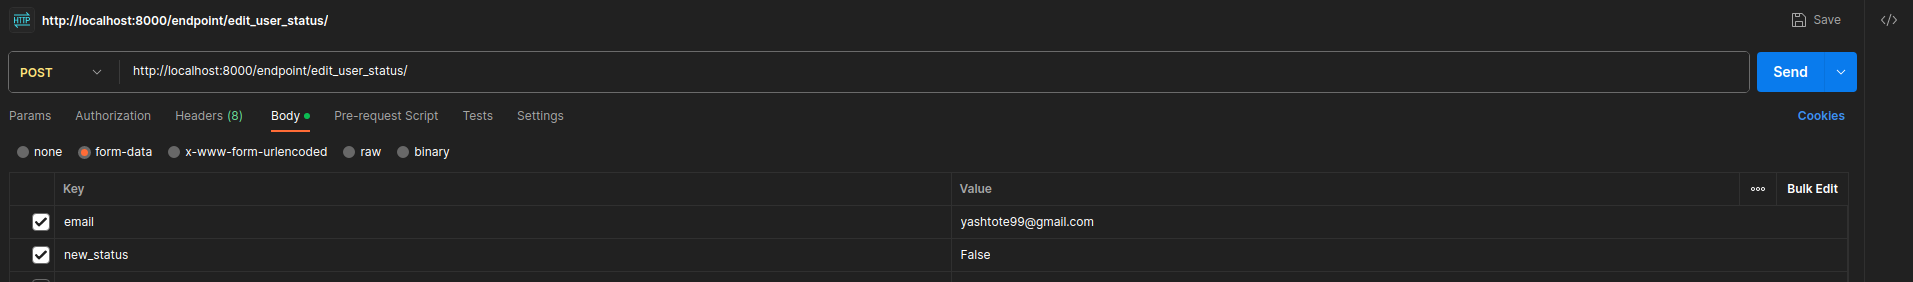 HTTP http://localhost:8000/endpoint/edit_user_status/ Save </>
POST http://localhost:8000/endpoint/edit_user_status/ Send
Params Authorization Headers (8) Body Pre-request Script Tests Settings Cookies
none form-data x-www-form-urlencoded raw binary
Key Value Bulk Edit
email yashtote99@gmail.com
new_status False